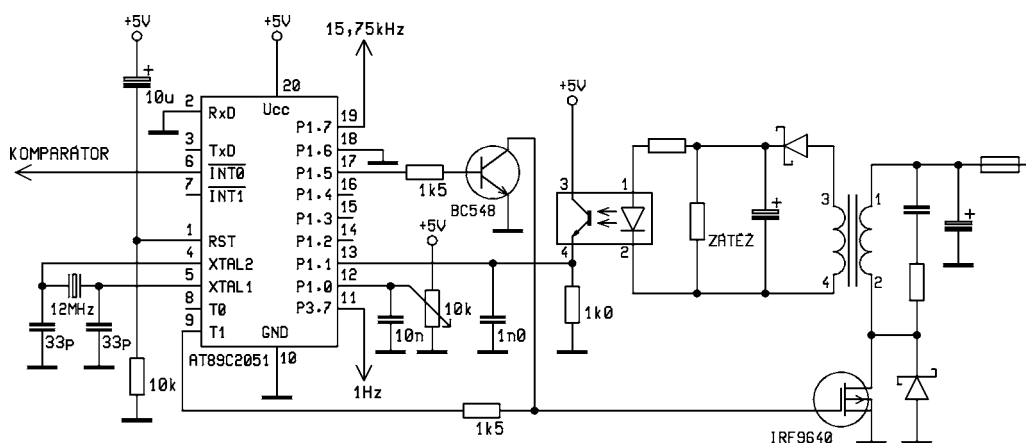 +5V
+5V
15,75kHz
10u
20
Ucc
2
RxD
19
P1.7
3
TxD
18
P1.6
KOMPARÁTOR
6
INT0
17
P1.5
7
INT1
16
P1.4
15
P1.3
1
RST
14
P1.2
4
XTAL2
13
P1.1
5
XTAL1
12
P1.0
8
T0
11
P3.7
9
T1
GND
10
AT89C2051
12MHz
33p
33p
10k
1k5
BC548
+5V
10k
10n
1n0
1Hz
1k5
+5V
3
1
4
2
1k0
ZÁTĚŽ
3
1
4
2
IRF9640